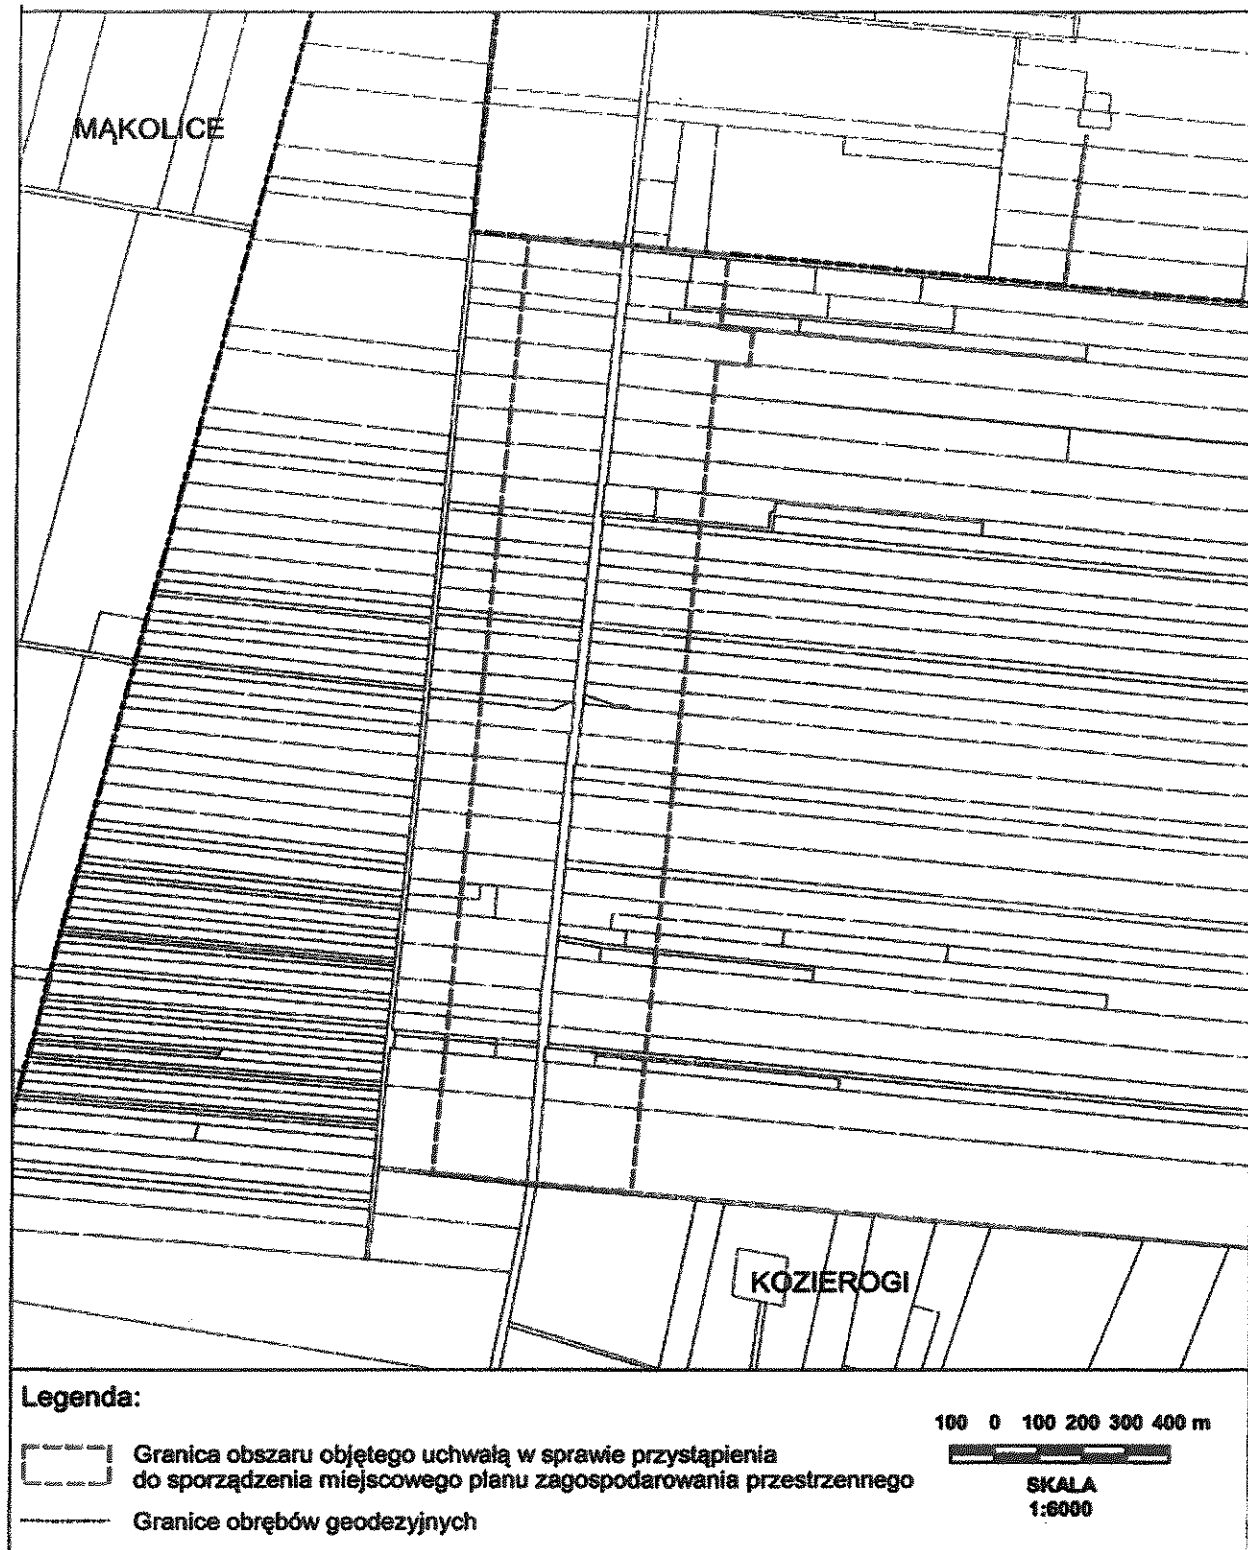 MĄKOLICE
KOZIEROGI
Legenda:
Granica obszaru objętego uchwałą w sprawie przystąpienia
do sporządzenia miejscowego planu zagospodarowania przestrzennego
Granice obrębów geodezyjnych
100 0 100 200 300 400 m
SKALA
1:6000